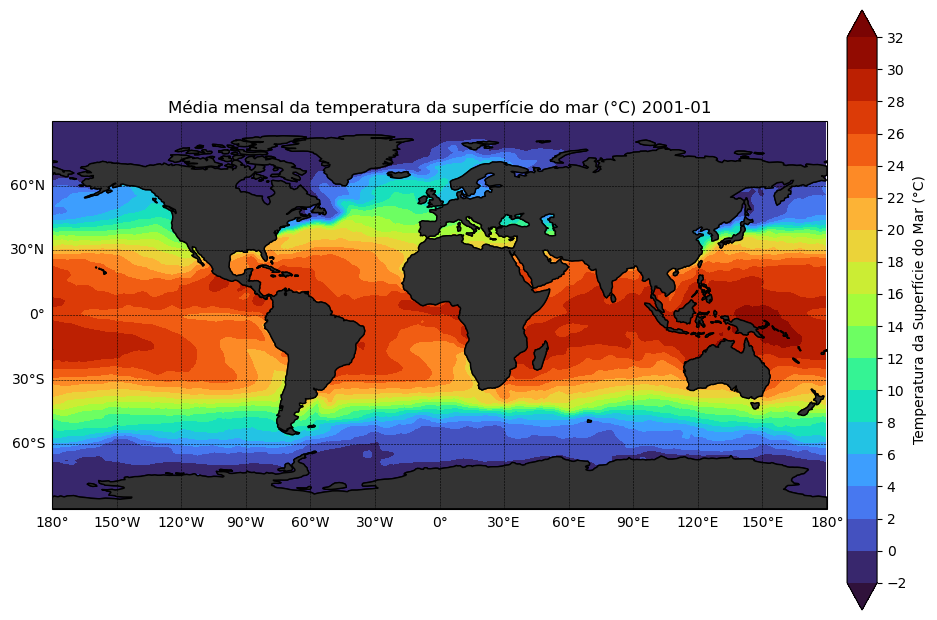 Média mensal da temperatura da superfície do mar (°C) 2001-01
60°N
30°N
0°
30°S
60°S
180° 150°W 120°W 90°W 60°W 30°W 0° 30°E 60°E 90°E 120°E 150°E 180°
32
30
28
26
24
22
20
18
16
14
12
10
8
6
4
2
0
−2
Temperatura da Superfície do Mar (°C)